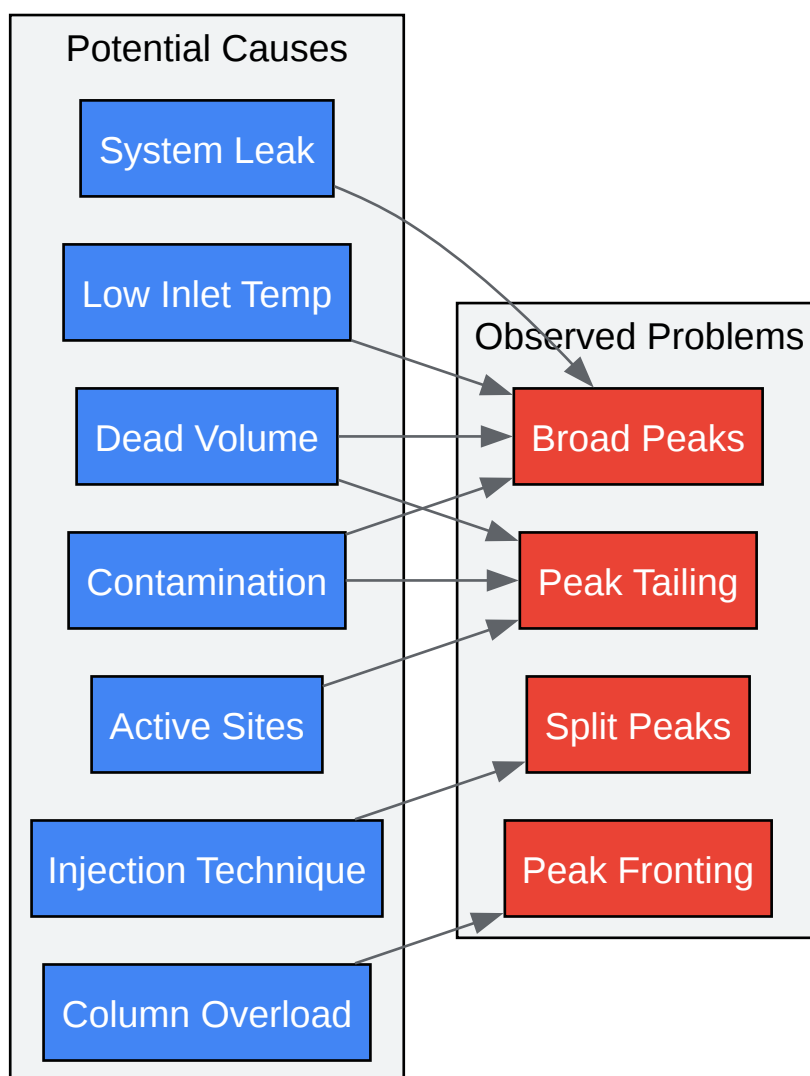 Potential Causes
System Leak
Low Inlet Temp
Dead Volume
Contamination
Active Sites
Injection Technique
Column Overload
Observed Problems
Broad Peaks
Peak Tailing
Split Peaks
Peak Fronting